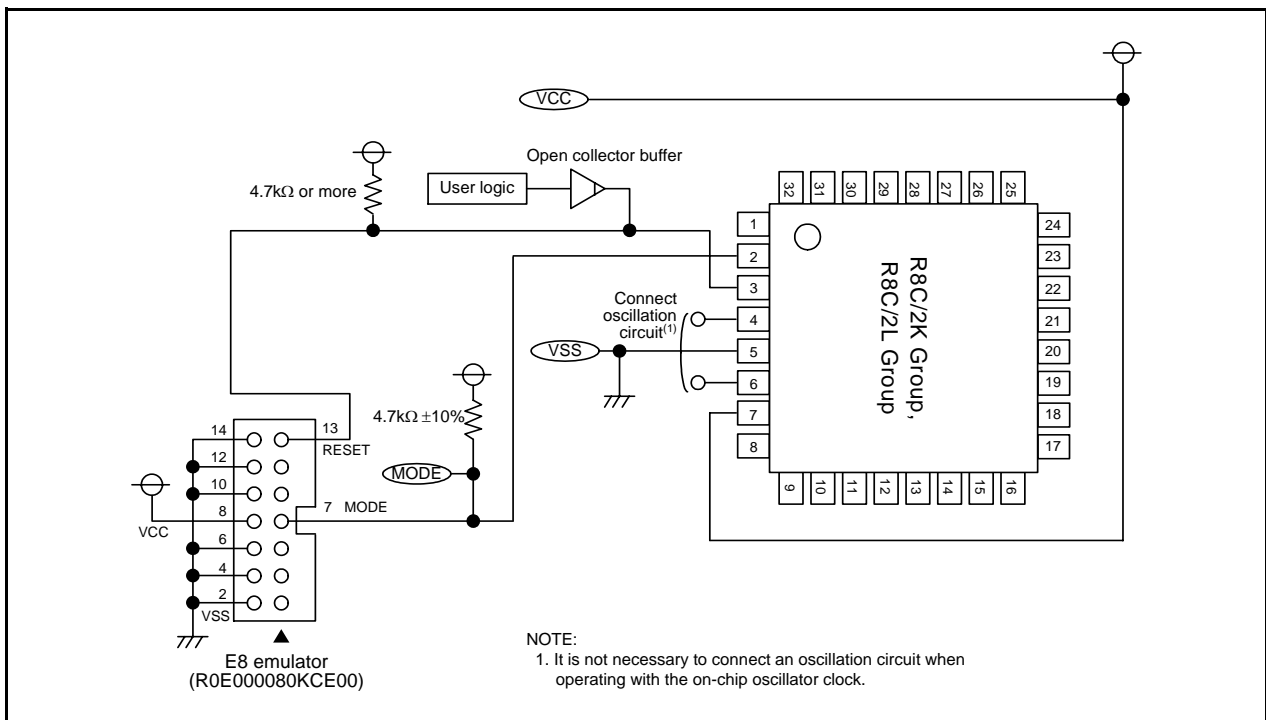 VCC
Open collector buffer
4.7kΩ or more
User logic
32 31 30 29 28 27 26 25
1
2
3
4
5
6
7
8
24
23
22
21
20
19
18
17
9 10 11 12 13 14 15 16
R8C/2K Group,
R8C/2L Group
Connect
oscillation
circuit(1)
VSS
4.7kΩ ±10%
MODE
14
13
RESET
12
10
8
7 MODE
VCC
6
4
2
VSS
E8 emulator
(R0E000080KCE00)
NOTE:
1. It is not necessary to connect an oscillation circuit when
operating with the on-chip oscillator clock.